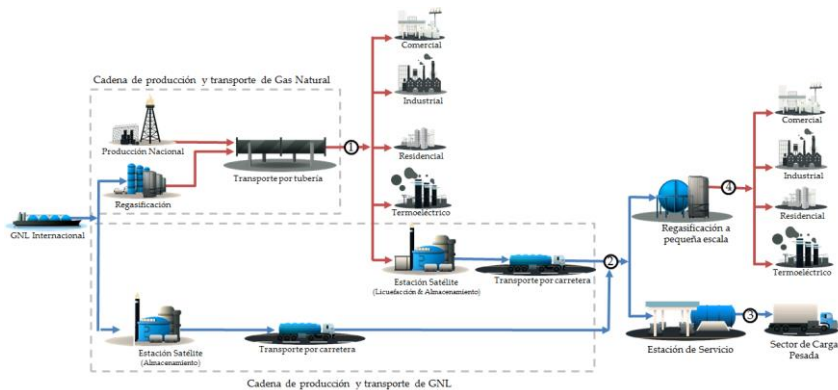 Comercial
Cadena de producción y transporte de Gas Natural
Industrial
Comercial
Producción Nacional
1
Transporte por tubería
Residencial
Industrial
4
Regasificación
Termoeléctrico
Residencial
GNL Internacional
Regasificación a
pequeña escala
2
Termoeléctrico
Estación Satélite
(Licuefacción & Almacenamiento)
Transporte por carretera
3
Estación Satélite
(Almacenamiento)
Transporte por carretera
Estación de Servicio
Sector de Carga
Pesada
Cadena de producción y transporte de GNL